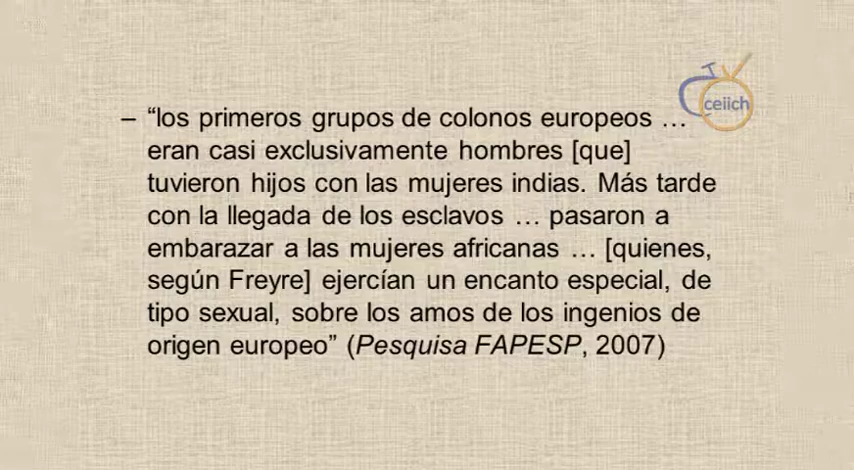 TV
ceiich
– “los primeros grupos de colonos europeos …
eran casi exclusivamente hombres [que]
tuvieron hijos con las mujeres indias. Más tarde
con la llegada de los esclavos … pasaron a
embarazar a las mujeres africanas … [quienes,
según Freyre] ejercían un encanto especial, de
tipo sexual, sobre los amos de los ingenios de
origen europeo” (Pesquisa FAPESP, 2007)